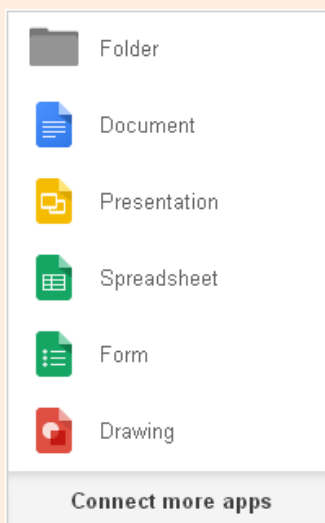 Folder
Document
Presentation
Spreadsheet
Form
Drawing
Connect more apps